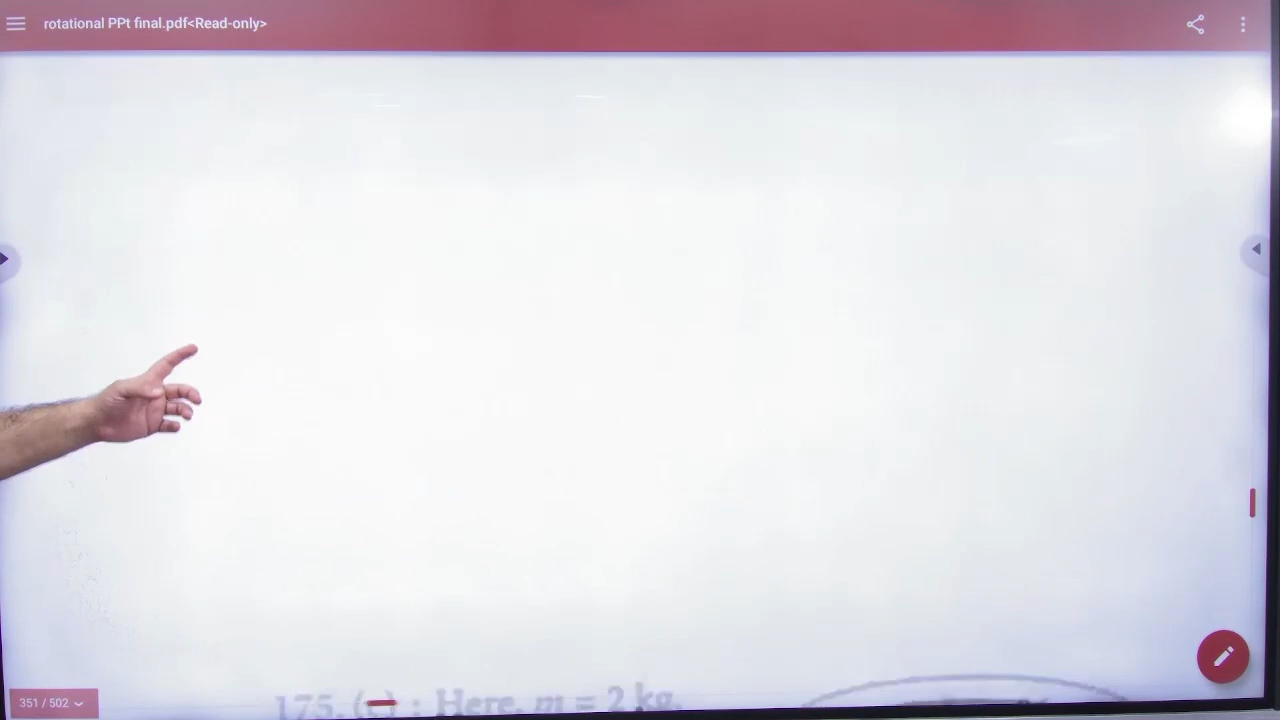 rotational PPt final.pdf<Read-only>
351 / 502
175. (c) : Here, m = 2 kg,